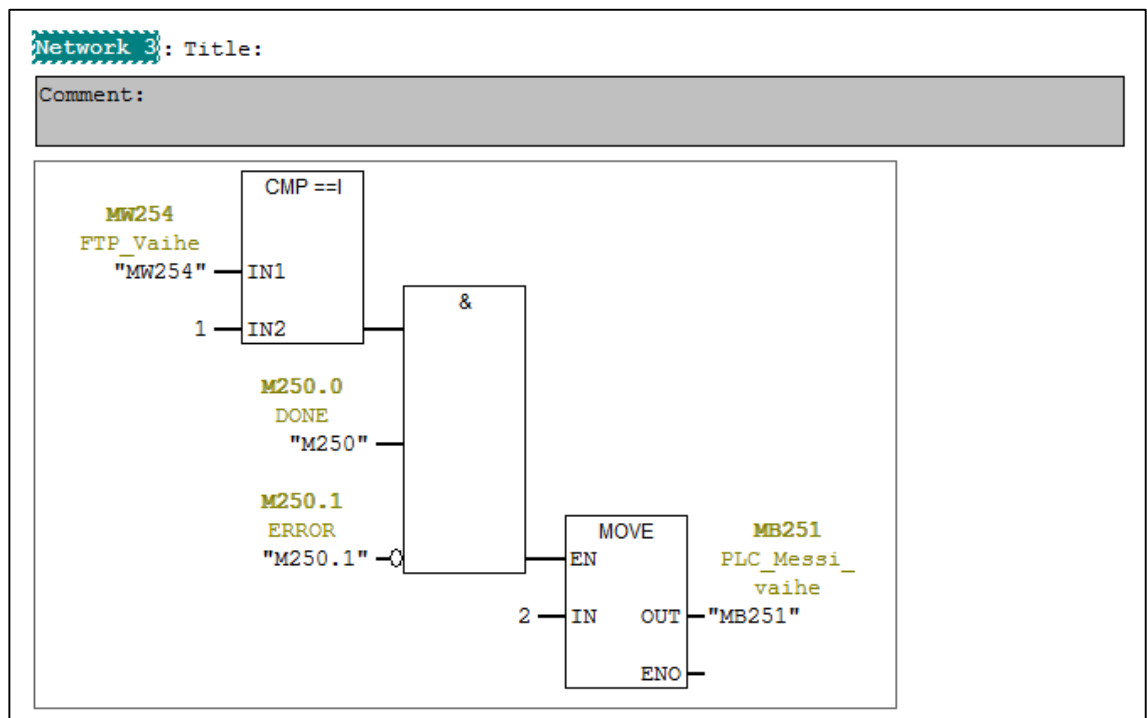 Network 3: Title:
Comment:
CMP ==I
MW254
FTP_Vaihe
"MW254" IN1
1 IN2
&
M250.0
DONE
"M250"
M250.1
ERROR
"M250.1"
MOVE
EN
MB251
PLC_Messi_
vaihe
2 IN OUT "MB251"
ENO